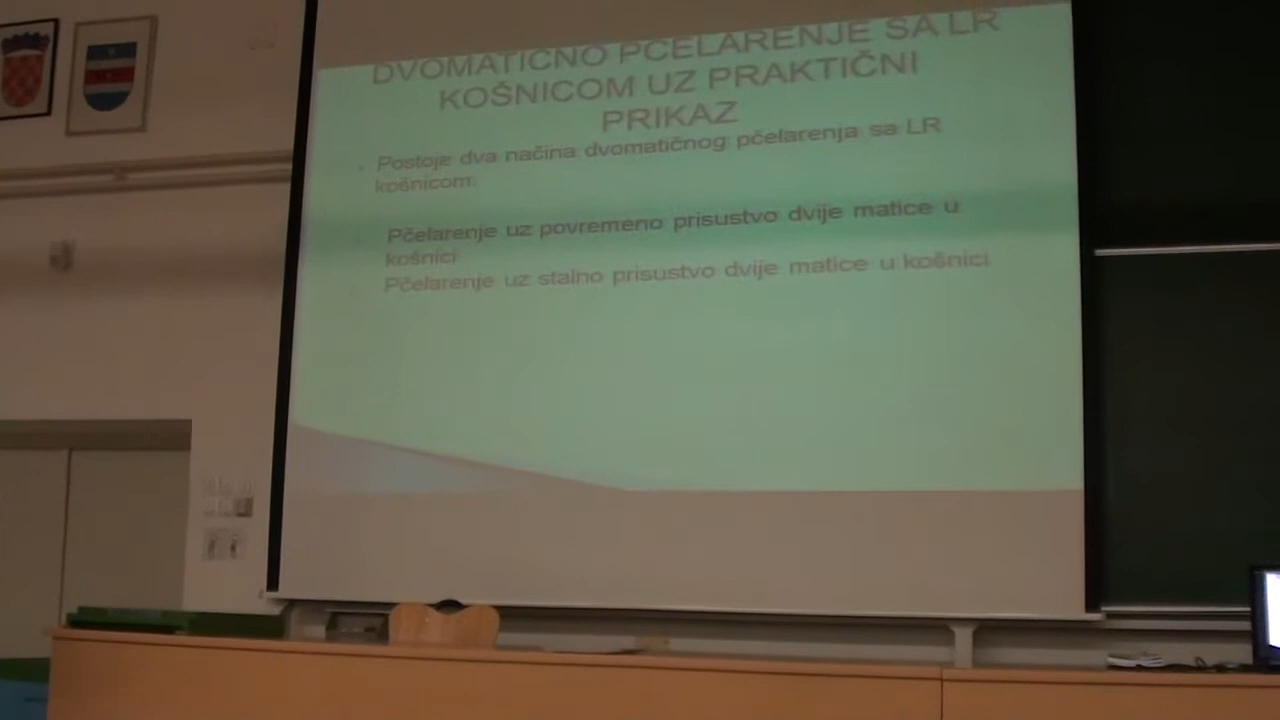 DVOMATIČNO PČELARENJE SA LR
KOŠNICOM UZ PRAKTIČNI
PRIKAZ
Postoje dva načina dvomatičnog pčelarenja sa LR
košnicom:
Pčelarenje uz povremeno prisustvo dvije matice u
košnici
Pčelarenje uz stalno prisustvo dvije matice u košnici